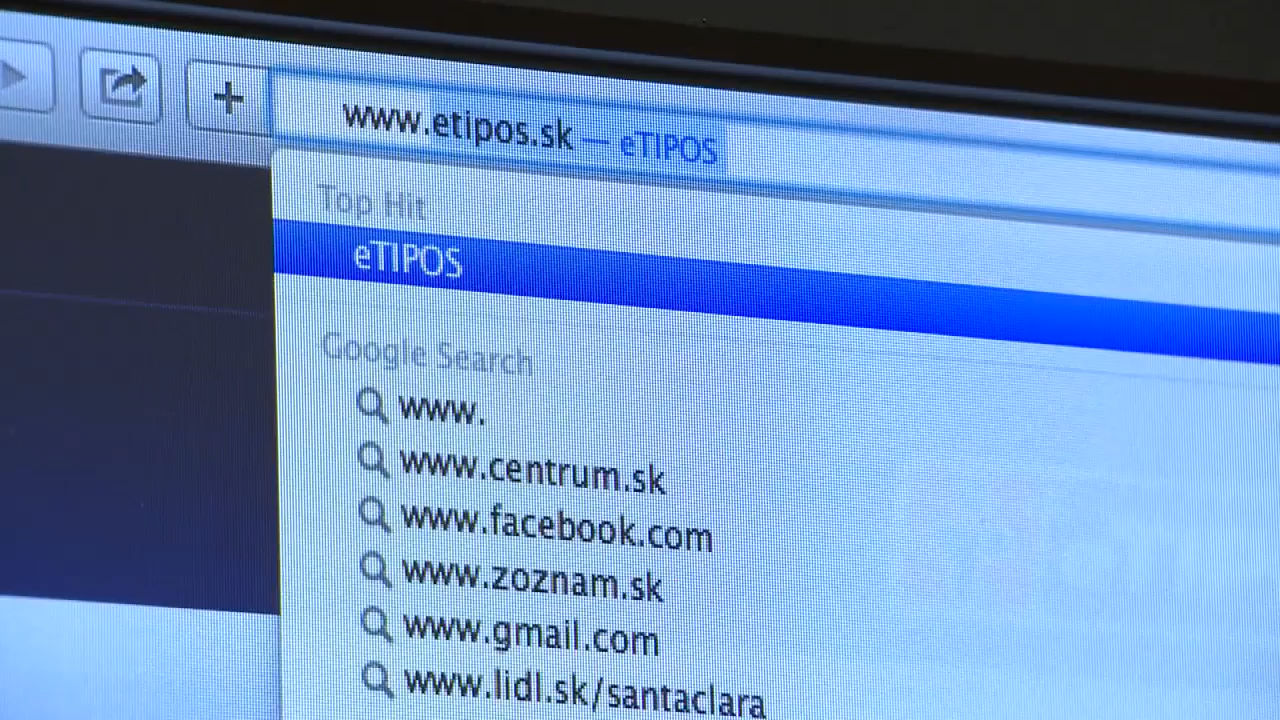 www.etipos.sk — eTIPOS
Top Hit
eTIPOS
Google Search
www.
www.centrum.sk
www.facebook.com
www.zoznam.sk
www.gmail.com
www.lidl.sk/santaclara